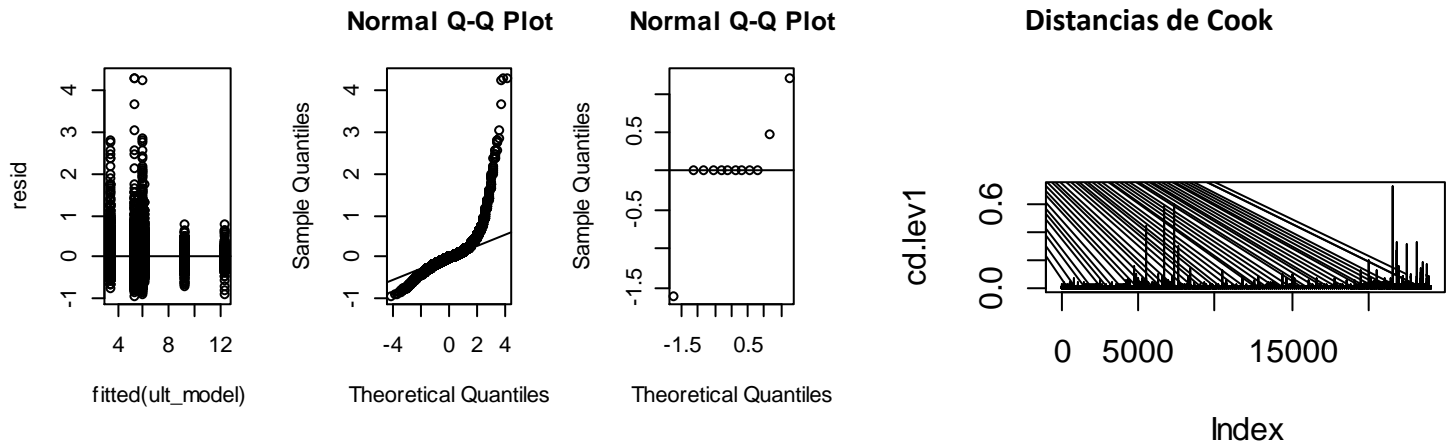 Normal Q-Q Plot
Normal Q-Q Plot
Distancias de Cook
resid
-1 0 1 2 3 4
4 8 12
fitted(ult_model)
Sample Quantiles
-1 0 1 2 3 4
-4 0 2 4
Theoretical Quantiles
Sample Quantiles
-1.5 -0.5 0.5
-1.5 0.5
Theoretical Quantiles
cd.lev1
0.0 0.6
0 5000 15000
Index